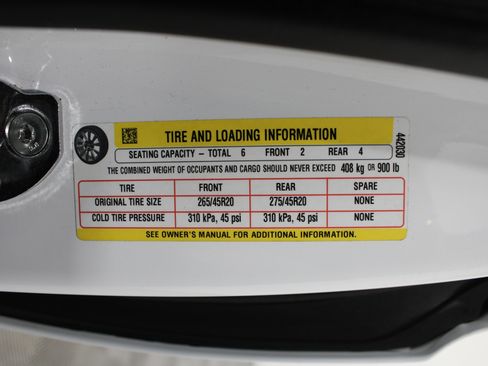 TIRE AND LOADING INFORMATION
SEATING CAPACITY – TOTAL 6 FRONT 2 REAR 4
THE COMBINED WEIGHT OF OCCUPANTS AND CARGO SHOULD NEVER EXCEED 408 kg OR 900 lb
TIRE FRONT REAR SPARE
ORIGINAL TIRE SIZE 265/45R20 275/45R20 NONE
COLD TIRE PRESSURE 310 kPa, 45 psi 310 kPa, 45 psi NONE
SEE OWNER'S MANUAL FOR ADDITIONAL INFORMATION.